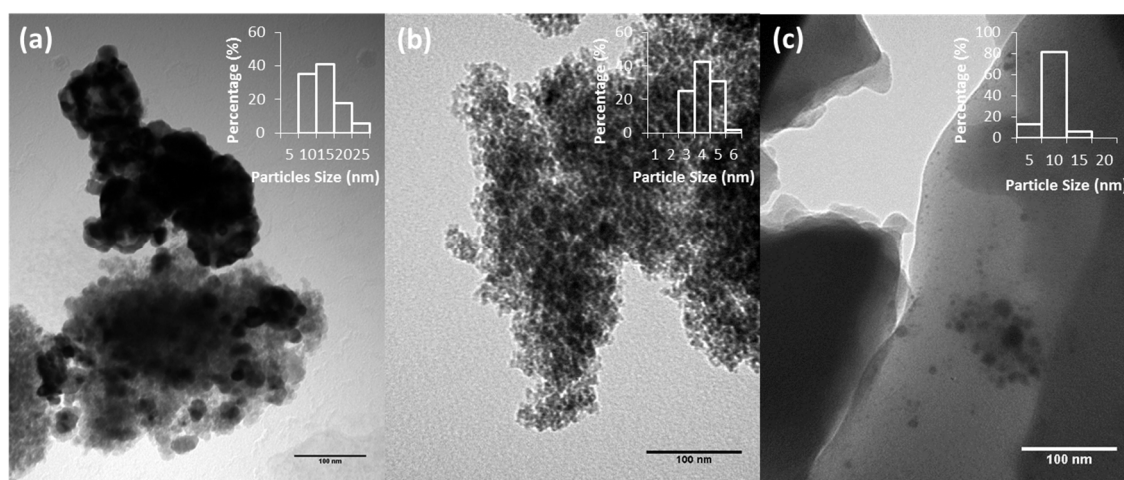 (a)
Percentage (%)
60
40
20
0
5 10152025
Particles Size (nm)
100 nm
(b)
Percentage (%)
60
40
20
0
1 2 3 4 5 6
Particle Size (nm)
100 nm
(c)
Percentage (%)
100
80
60
40
20
0
5 10 15 20
Particle Size (nm)
100 nm